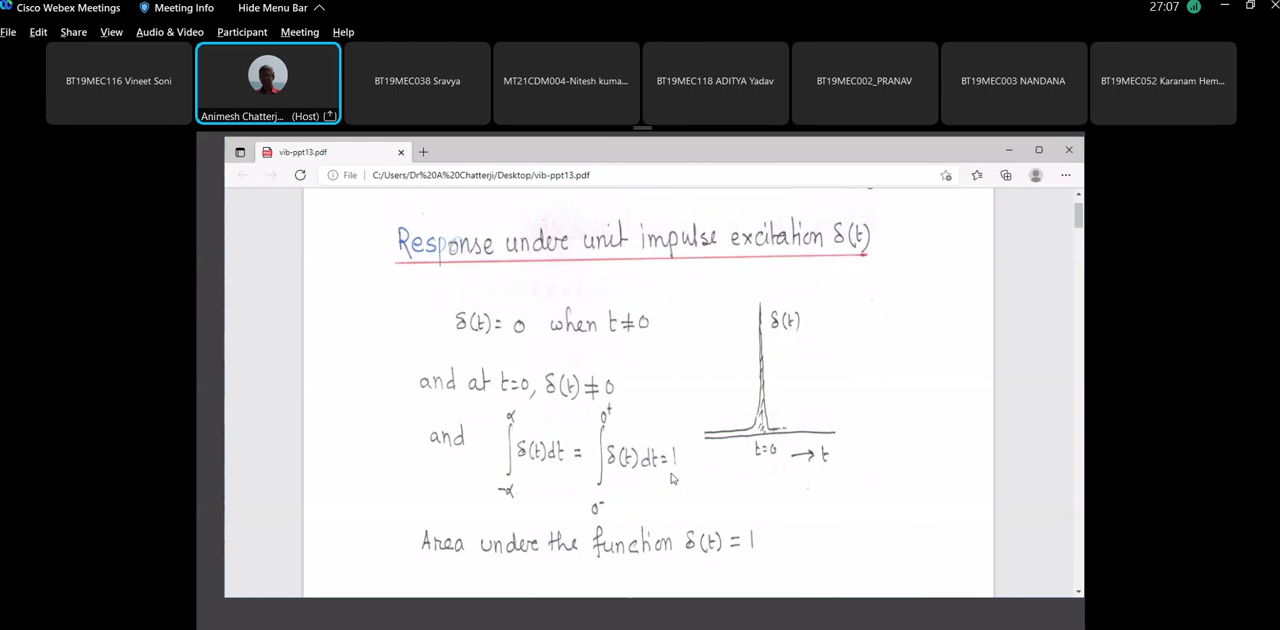 Cisco Webex Meetings
Meeting Info
Hide Menu Bar
27:07
File Edit Share View Audio & Video Participant Meeting Help
BT19MEC116 Vineet Soni
Animesh Chatterj... (Host)
BT19MEC038 Sravya
MT21CDM004-Nitesh kuma...
BT19MEC118 ADITYA Yadav
BT19MEC002_PRANAV
BT19MEC003 NANDANA
BT19MEC052 Karanam Hem...
vib-ppt13.pdf
File C:/Users/Dr%20A%20Chatterji/Desktop/vib-ppt13.pdf
Response under unit impulse excitation δ(t)
δ(t) = 0 when t ≠ 0
δ(t)
and at t=0, δ(t) ≠ 0
and ∫_{-α}^{α} δ(t)dt = ∫_{0⁻}^{0⁺} δ(t)dt = 1
t=0 → t
Area under the function δ(t) = 1